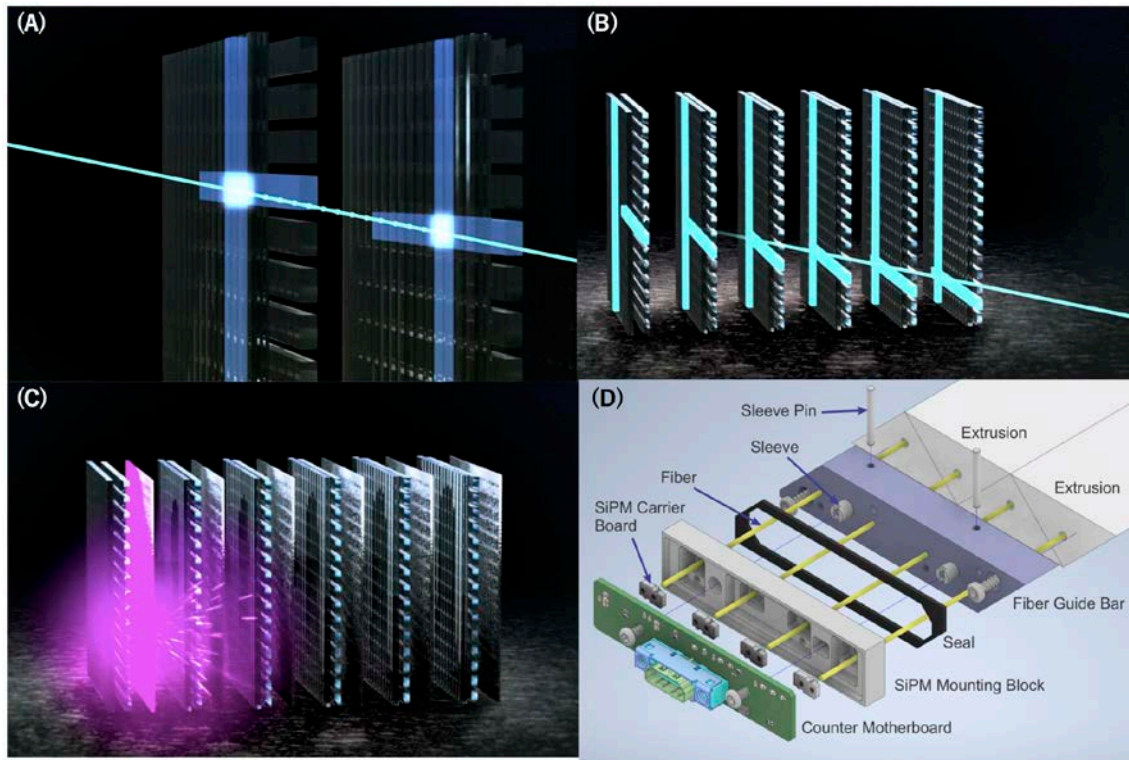 (A)
(B)
(C)
(D)
Sleeve Pin
Extrusion
Sleeve
Fiber
Extrusion
SiPM Carrier
Board
Fiber Guide Bar
Seal
SiPM Mounting Block
Counter Motherboard